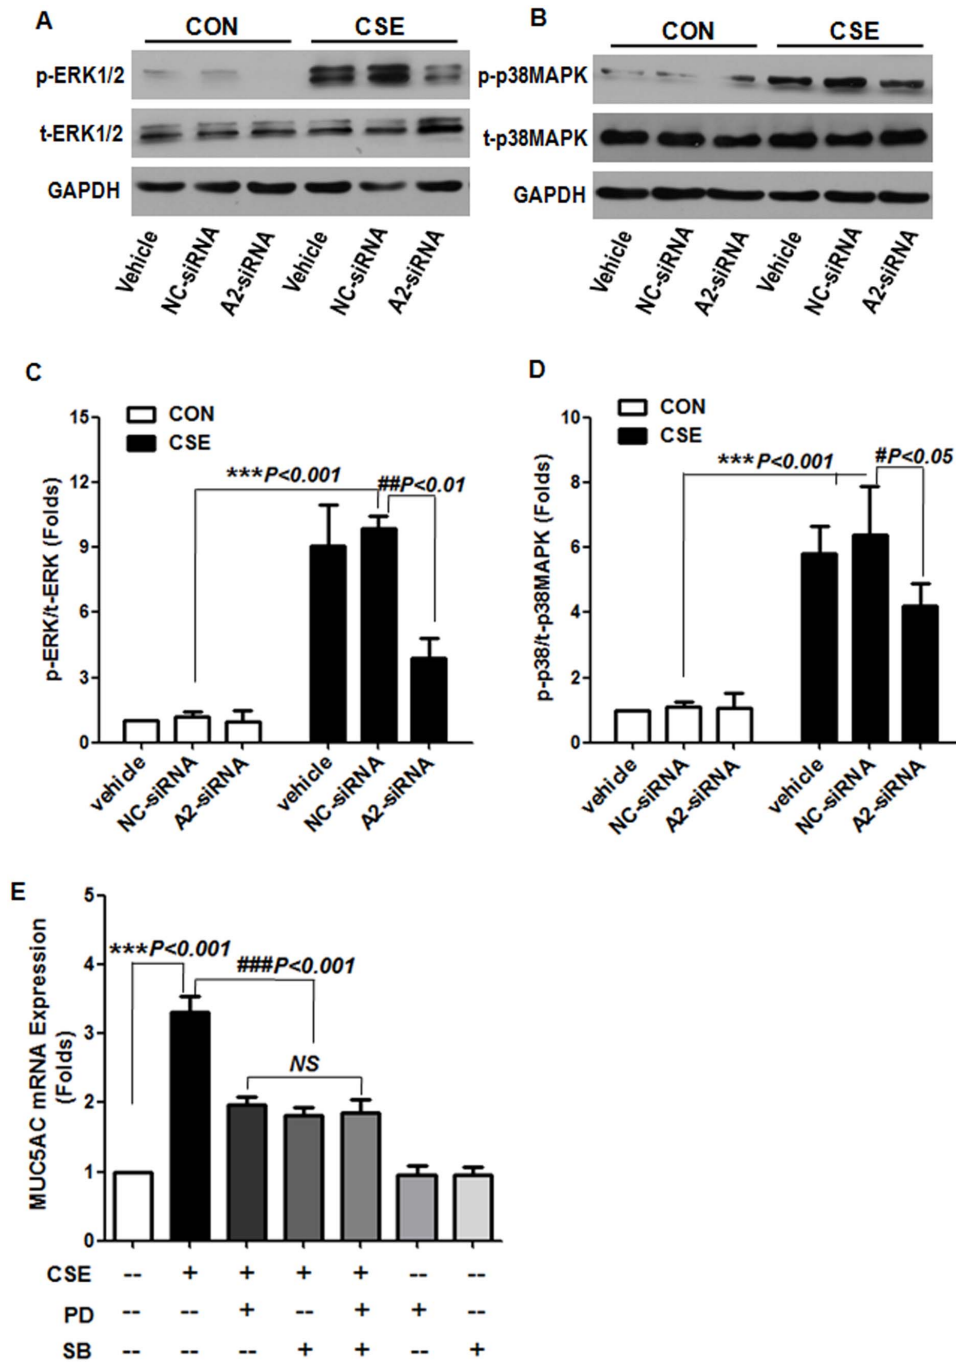 A
CON CSE
p-ERK1/2
t-ERK1/2
GAPDH
Vehicle
NC-siRNA
A2-siRNA
Vehicle
NC-siRNA
A2-siRNA
B
CON CSE
p-p38MAPK
t-p38MAPK
GAPDH
Vehicle
NC-siRNA
A2-siRNA
Vehicle
NC-siRNA
A2-siRNA
C
CON
CSE
***P<0.001
##P<0.01
p-ERK/t-ERK (Folds)
15
12
9
6
3
0
vehicle
NC-siRNA
A2-siRNA
vehicle
NC-siRNA
A2-siRNA
D
CON
CSE
***P<0.001
#P<0.05
p-p38/t-p38MAPK (Folds)
10
8
6
4
2
0
vehicle
NC-siRNA
A2-siRNA
vehicle
NC-siRNA
A2-siRNA
E
MUC5AC mRNA Expression
(Folds)
5
4
3
2
1
0
***P<0.001
###P<0.001
NS
CSE -- + + + + -- --
PD -- -- + -- + + --
SB -- -- -- + + -- +